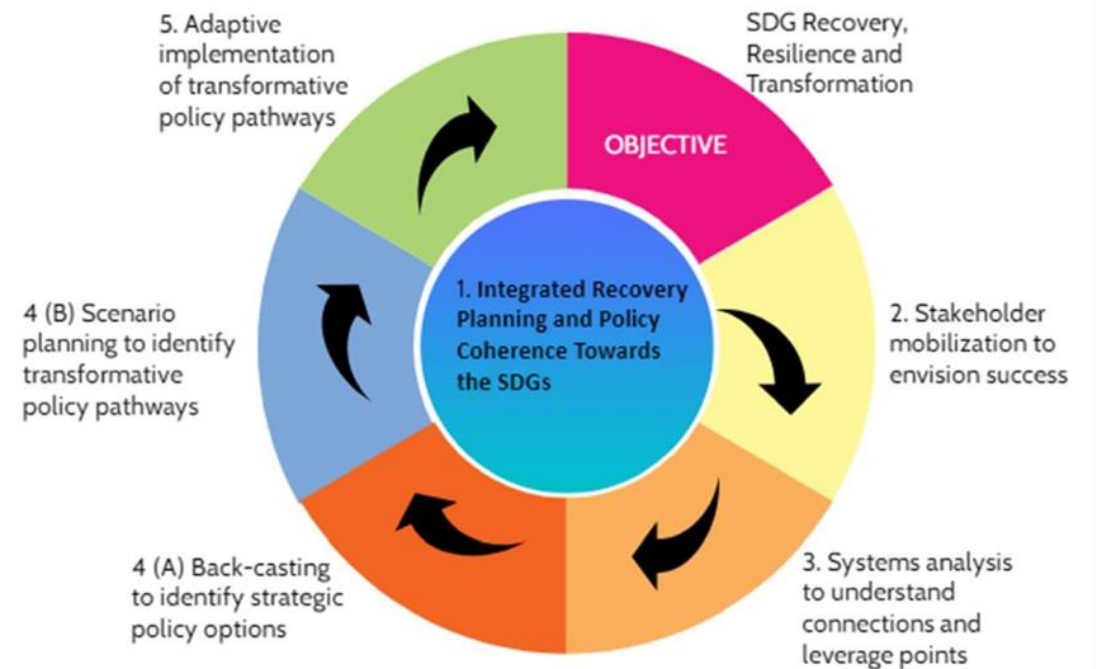 5. Adaptive
implementation
of transformative
policy pathways
SDG Recovery,
Resilience and
Transformation
OBJECTIVE
1. Integrated Recovery
Planning and Policy
Coherence Towards
the SDGs
2. Stakeholder
mobilization to
envision success
3. Systems analysis
to understand
connections and
leverage points
4 (A) Back-casting
to identify strategic
policy options
4 (B) Scenario
planning to identify
transformative
policy pathways